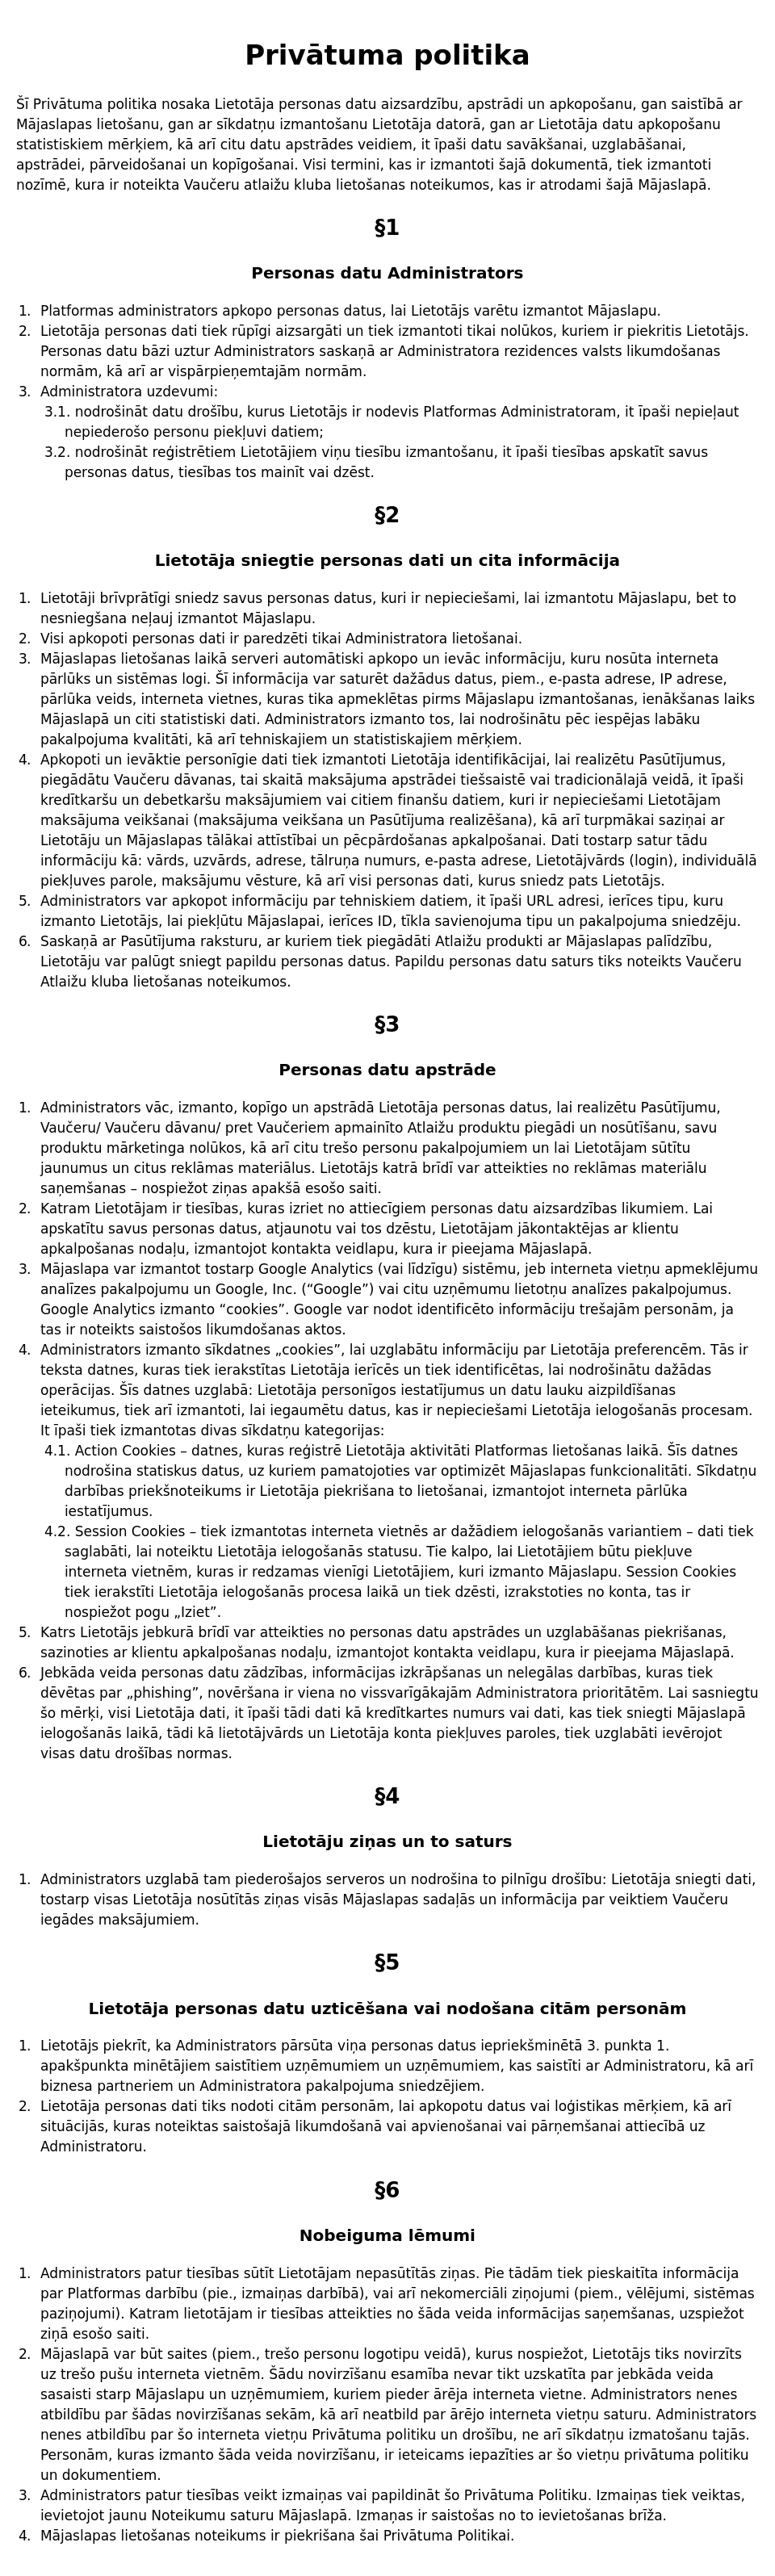 Privātuma politika
Šī Privātuma politika nosaka Lietotāja personas datu aizsardzību, apstrādi un apkopošanu, gan saistībā ar
Mājaslapas lietošanu, gan ar sīkdatņu izmantošanu Lietotāja datorā, gan ar Lietotāja datu apkopošanu
statistiskiem mērķiem, kā arī citu datu apstrādes veidiem, it īpaši datu savākšanai, uzglabāšanai,
apstrādei, pārveidošanai un kopīgošanai. Visi termini, kas ir izmantoti šajā dokumentā, tiek izmantoti
nozīmē, kura ir noteikta Vaučeru atlaižu kluba lietošanas noteikumos, kas ir atrodami šajā Mājaslapā.
§1
Personas datu Administrators
1. Platformas administrators apkopo personas datus, lai Lietotājs varētu izmantot Mājaslapu.
2. Lietotāja personas dati tiek rūpīgi aizsargāti un tiek izmantoti tikai nolūkos, kuriem ir piekritis Lietotājs.
Personas datu bāzi uztur Administrators saskaņā ar Administratora rezidences valsts likumdošanas
normām, kā arī ar vispārpieņemtajām normām.
3. Administratora uzdevumi:
3.1. nodrošināt datu drošību, kurus Lietotājs ir nodevis Platformas Administratoram, it īpaši nepieļaut
nepiederošo personu piekļuvi datiem;
3.2. nodrošināt reģistrētiem Lietotājiem viņu tiesību izmantošanu, it īpaši tiesības apskatīt savus
personas datus, tiesības tos mainīt vai dzēst.
§2
Lietotāja sniegtie personas dati un cita informācija
1. Lietotāji brīvprātīgi sniedz savus personas datus, kuri ir nepieciešami, lai izmantotu Mājaslapu, bet to
nesniegšana neļauj izmantot Mājaslapu.
2. Visi apkopoti personas dati ir paredzēti tikai Administratora lietošanai.
3. Mājaslapas lietošanas laikā serveri automātiski apkopo un ievāc informāciju, kuru nosūta interneta
pārlūks un sistēmas logi. Šī informācija var saturēt dažādus datus, piem., e-pasta adrese, IP adrese,
pārlūka veids, interneta vietnes, kuras tika apmeklētas pirms Mājaslapu izmantošanas, ienākšanas laiks
Mājaslapā un citi statistiski dati. Administrators izmanto tos, lai nodrošinātu pēc iespējas labāku
pakalpojuma kvalitāti, kā arī tehniskajiem un statistiskajiem mērķiem.
4. Apkopoti un ievāktie personīgie dati tiek izmantoti Lietotāja identifikācijai, lai realizētu Pasūtījumus,
piegādātu Vaučeru dāvanas, tai skaitā maksājuma apstrādei tiešsaistē vai tradicionālajā veidā, it īpaši
kredītkaršu un debetkaršu maksājumiem vai citiem finanšu datiem, kuri ir nepieciešami Lietotājam
maksājuma veikšanai (maksājuma veikšana un Pasūtījuma realizēšana), kā arī turpmākai saziņai ar
Lietotāju un Mājaslapas tālākai attīstībai un pēcpārdošanas apkalpošanai. Dati tostarp satur tādu
informāciju kā: vārds, uzvārds, adrese, tālruņa numurs, e-pasta adrese, Lietotājvārds (login), individuālā
piekļuves parole, maksājumu vēsture, kā arī visi personas dati, kurus sniedz pats Lietotājs.
5. Administrators var apkopot informāciju par tehniskiem datiem, it īpaši URL adresi, ierīces tipu, kuru
izmanto Lietotājs, lai piekļūtu Mājaslapai, ierīces ID, tīkla savienojuma tipu un pakalpojuma sniedzēju.
6. Saskaņā ar Pasūtījuma raksturu, ar kuriem tiek piegādāti Atlaižu produkti ar Mājaslapas palīdzību,
Lietotāju var palūgt sniegt papildu personas datus. Papildu personas datu saturs tiks noteikts Vaučeru
Atlaižu kluba lietošanas noteikumos.
§3
Personas datu apstrāde
1. Administrators vāc, izmanto, kopīgo un apstrādā Lietotāja personas datus, lai realizētu Pasūtījumu,
Vaučeru/ Vaučeru dāvanu/ pret Vaučeriem apmainīto Atlaižu produktu piegādi un nosūtīšanu, savu
produktu mārketinga nolūkos, kā arī citu trešo personu pakalpojumiem un lai Lietotājam sūtītu
jaunumus un citus reklāmas materiālus. Lietotājs katrā brīdī var atteikties no reklāmas materiālu
saņemšanas – nospiežot ziņas apakšā esošo saiti.
2. Katram Lietotājam ir tiesības, kuras izriet no attiecīgiem personas datu aizsardzības likumiem. Lai
apskatītu savus personas datus, atjaunotu vai tos dzēstu, Lietotājam jākontaktējas ar klientu
apkalpošanas nodaļu, izmantojot kontakta veidlapu, kura ir pieejama Mājaslapā.
3. Mājaslapa var izmantot tostarp Google Analytics (vai līdzīgu) sistēmu, jeb interneta vietņu apmeklējumu
analīzes pakalpojumu un Google, Inc. (“Google”) vai citu uzņēmumu lietotņu analīzes pakalpojumus.
Google Analytics izmanto “cookies”. Google var nodot identificēto informāciju trešajām personām, ja
tas ir noteikts saistošos likumdošanas aktos.
4. Administrators izmanto sīkdatnes „cookies”, lai uzglabātu informāciju par Lietotāja preferencēm. Tās ir
teksta datnes, kuras tiek ierakstītas Lietotāja ierīcēs un tiek identificētas, lai nodrošinātu dažādas
operācijas. Šīs datnes uzglabā: Lietotāja personīgos iestatījumus un datu lauku aizpildīšanas
ieteikumus, tiek arī izmantoti, lai iegaumētu datus, kas ir nepieciešami Lietotāja ielogošanās procesam.
It īpaši tiek izmantotas divas sīkdatņu kategorijas:
4.1. Action Cookies – datnes, kuras reģistrē Lietotāja aktivitāti Platformas lietošanas laikā. Šīs datnes
nodrošina statiskus datus, uz kuriem pamatojoties var optimizēt Mājaslapas funkcionalitāti. Sīkdatņu
darbības priekšnoteikums ir Lietotāja piekrišana to lietošanai, izmantojot interneta pārlūka
iestatījumus.
4.2. Session Cookies – tiek izmantotas interneta vietnēs ar dažādiem ielogošanās variantiem – dati tiek
saglabāti, lai noteiktu Lietotāja ielogošanās statusu. Tie kalpo, lai Lietotājiem būtu piekļuve
interneta vietnēm, kuras ir redzamas vienīgi Lietotājiem, kuri izmanto Mājaslapu. Session Cookies
tiek ierakstīti Lietotāja ielogošanās procesa laikā un tiek dzēsti, izrakstoties no konta, tas ir
nospiežot pogu „Iziet”.
5. Katrs Lietotājs jebkurā brīdī var atteikties no personas datu apstrādes un uzglabāšanas piekrišanas,
sazinoties ar klientu apkalpošanas nodaļu, izmantojot kontakta veidlapu, kura ir pieejama Mājaslapā.
6. Jebkāda veida personas datu zādzības, informācijas izkrāpšanas un nelegālas darbības, kuras tiek
dēvētas par „phishing”, novēršana ir viena no vissvarīgākajām Administratora prioritātēm. Lai sasniegtu
šo mērķi, visi Lietotāja dati, it īpaši tādi dati kā kredītkartes numurs vai dati, kas tiek sniegti Mājaslapā
ielogošanās laikā, tādi kā lietotājvārds un Lietotāja konta piekļuves paroles, tiek uzglabāti ievērojot
visas datu drošības normas.
§4
Lietotāju ziņas un to saturs
1. Administrators uzglabā tam piederošajos serveros un nodrošina to pilnīgu drošību: Lietotāja sniegti dati,
tostarp visas Lietotāja nosūtītās ziņas visās Mājaslapas sadaļās un informācija par veiktiem Vaučeru
iegādes maksājumiem.
§5
Lietotāja personas datu uzticēšana vai nodošana citām personām
1. Lietotājs piekrīt, ka Administrators pārsūta viņa personas datus iepriekšminētā 3. punkta 1.
apakšpunkta minētājiem saistītiem uzņēmumiem un uzņēmumiem, kas saistīti ar Administratoru, kā arī
biznesa partneriem un Administratora pakalpojuma sniedzējiem.
2. Lietotāja personas dati tiks nodoti citām personām, lai apkopotu datus vai loģistikas mērķiem, kā arī
situācijās, kuras noteiktas saistošajā likumdošanā vai apvienošanai vai pārņemšanai attiecībā uz
Administratoru.
§6
Nobeiguma lēmumi
1. Administrators patur tiesības sūtīt Lietotājam nepasūtītās ziņas. Pie tādām tiek pieskaitīta informācija
par Platformas darbību (pie., izmaiņas darbībā), vai arī nekomerciāli ziņojumi (piem., vēlējumi, sistēmas
paziņojumi). Katram lietotājam ir tiesības atteikties no šāda veida informācijas saņemšanas, uzspiežot
ziņā esošo saiti.
2. Mājaslapā var būt saites (piem., trešo personu logotipu veidā), kurus nospiežot, Lietotājs tiks novirzīts
uz trešo pušu interneta vietnēm. Šādu novirzīšanu esamība nevar tikt uzskatīta par jebkāda veida
sasaisti starp Mājaslapu un uzņēmumiem, kuriem pieder ārēja interneta vietne. Administrators nenes
atbildību par šādas novirzīšanas sekām, kā arī neatbild par ārējo interneta vietņu saturu. Administrators
nenes atbildību par šo interneta vietņu Privātuma politiku un drošību, ne arī sīkdatņu izmatošanu tajās.
Personām, kuras izmanto šāda veida novirzīšanu, ir ieteicams iepazīties ar šo vietņu privātuma politiku
un dokumentiem.
3. Administrators patur tiesības veikt izmaiņas vai papildināt šo Privātuma Politiku. Izmaiņas tiek veiktas,
ievietojot jaunu Noteikumu saturu Mājaslapā. Izmaņas ir saistošas no to ievietošanas brīža.
4. Mājaslapas lietošanas noteikums ir piekrišana šai Privātuma Politikai.